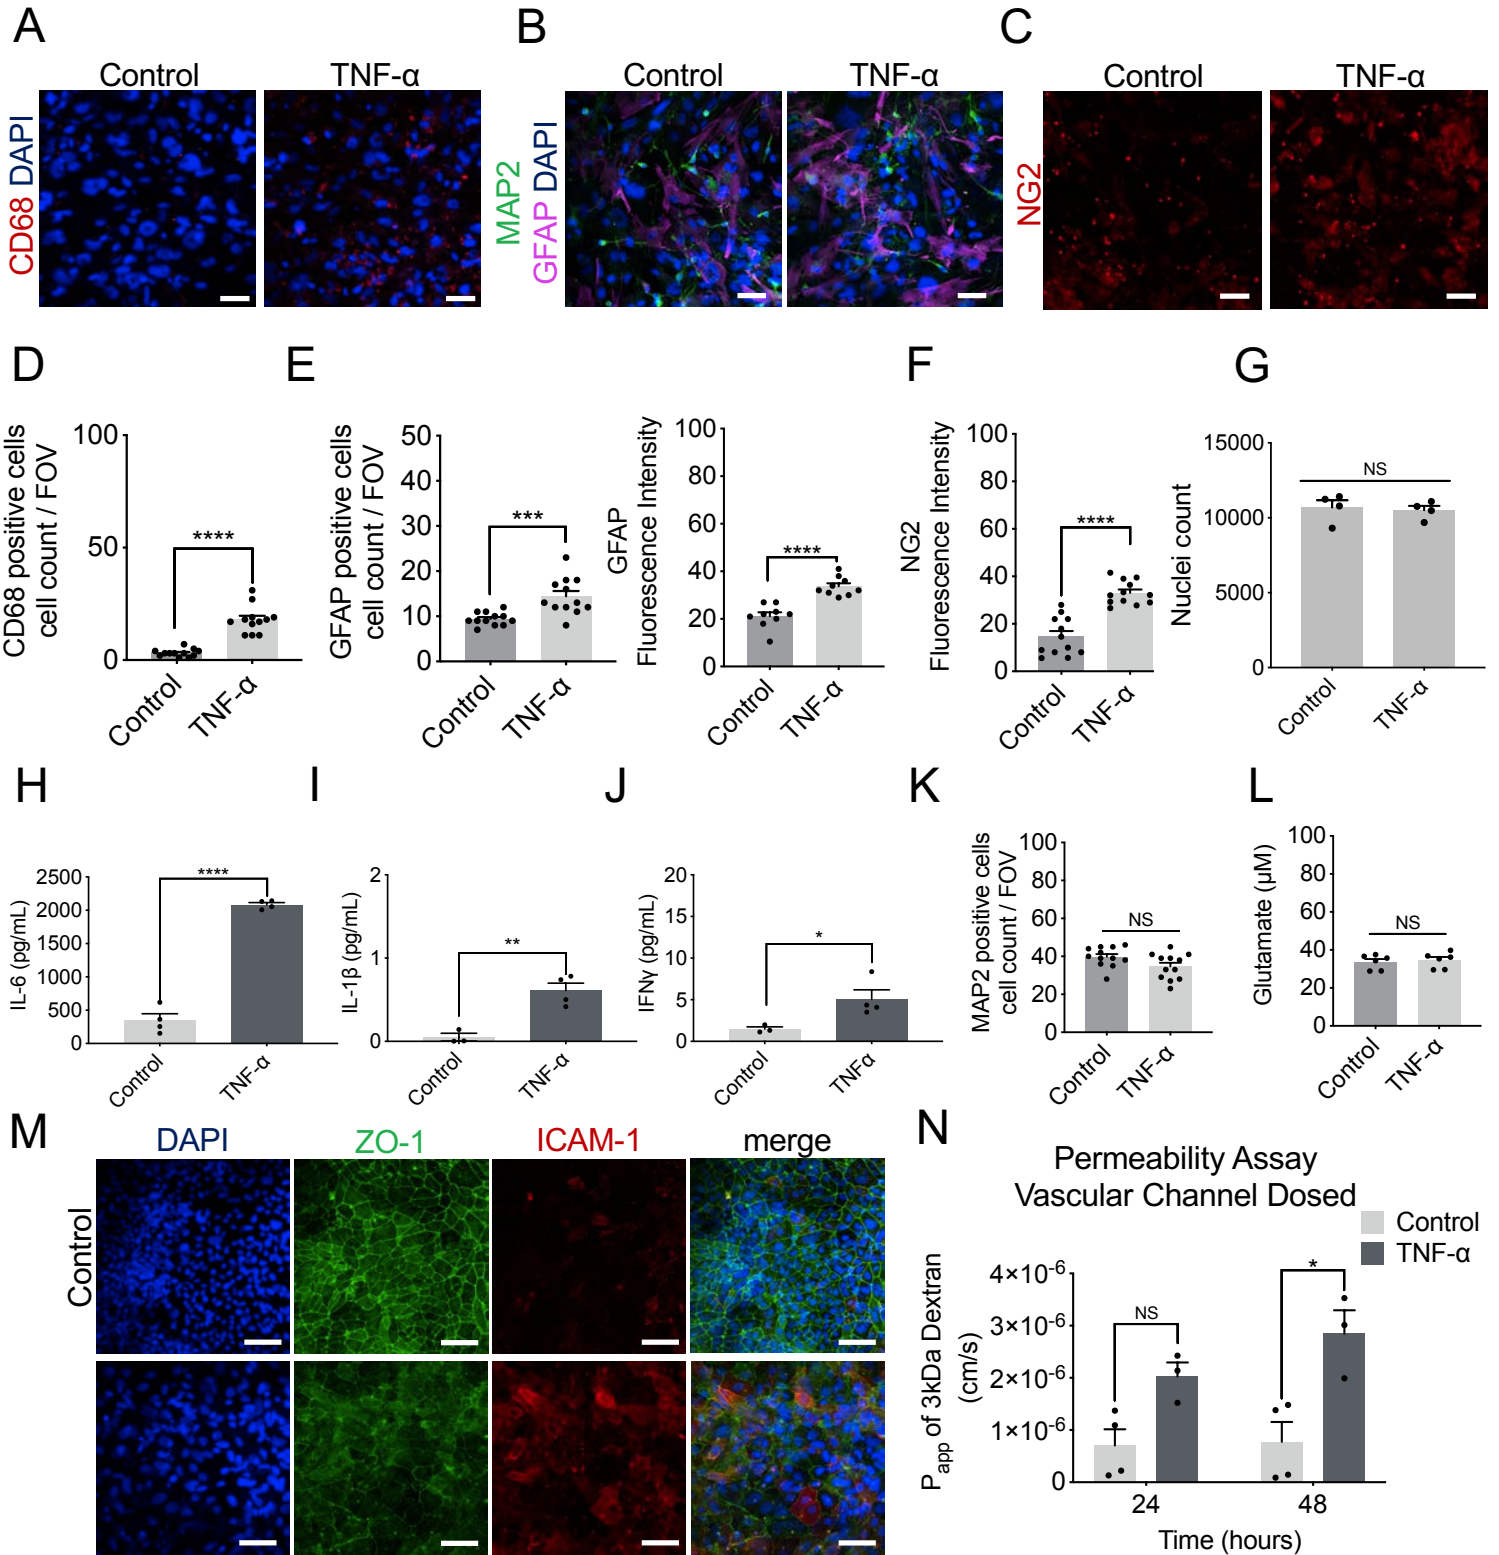 A
B
C
Control
TNF-α
Control
TNF-α
Control
TNF-α
CD68 DAPI
MAP2
GFAP DAPI
NG2
D
E
F
G
CD68 positive cells
cell count / FOV
100
50
0
****
Control
TNF-α
GFAP positive cells
cell count / FOV
50
40
30
20
10
0
***
Control
TNF-α
GFAP
Fluorescence Intensity
100
80
60
40
20
0
****
Control
TNF-α
NG2
Fluorescence Intensity
100
80
60
40
20
0
****
Control
TNF-α
Nuclei count
15000
10000
5000
0
NS
Control
TNF-α
H
I
J
K
L
IL-6 (pg/mL)
2500
2000
1500
1000
500
0
****
Control
TNF-α
IL-1β (pg/mL)
2
1
0
**
Control
TNF-α
IFNγ (pg/mL)
20
15
10
5
0
*
Control
TNFα
MAP2 positive cells
cell count / FOV
100
80
60
40
20
0
NS
Control
TNF-α
Glutamate (µM)
100
80
60
40
20
0
NS
Control
TNF-α
M
DAPI
ZO-1
ICAM-1
merge
Control
N
Permeability Assay
Vascular Channel Dosed
Control
TNF-α
Papp of 3kDa Dextran
(cm/s)
4×10-6
3×10-6
2×10-6
1×10-6
0
NS
*
24
48
Time (hours)